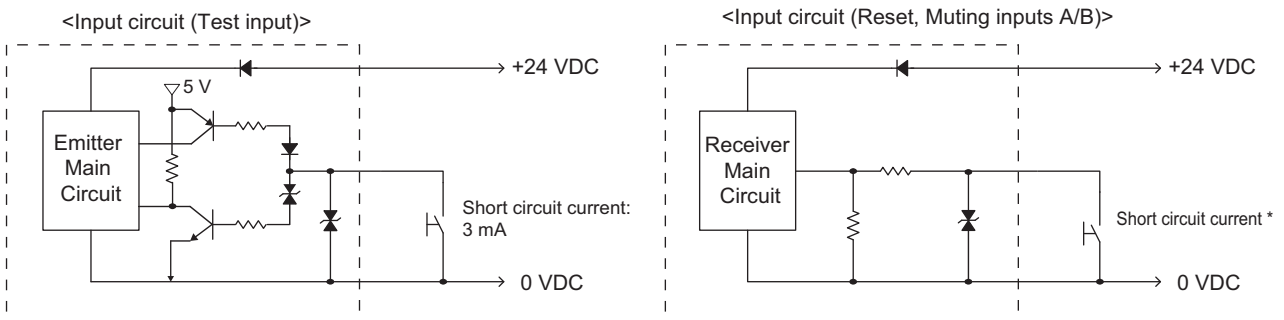 <Input circuit (Test input)>
+24 VDC
5 V
Emitter
Main
Circuit
Short circuit current:
3 mA
0 VDC
<Input circuit (Reset, Muting inputs A/B)>
+24 VDC
Receiver
Main
Circuit
Short circuit current *
0 VDC